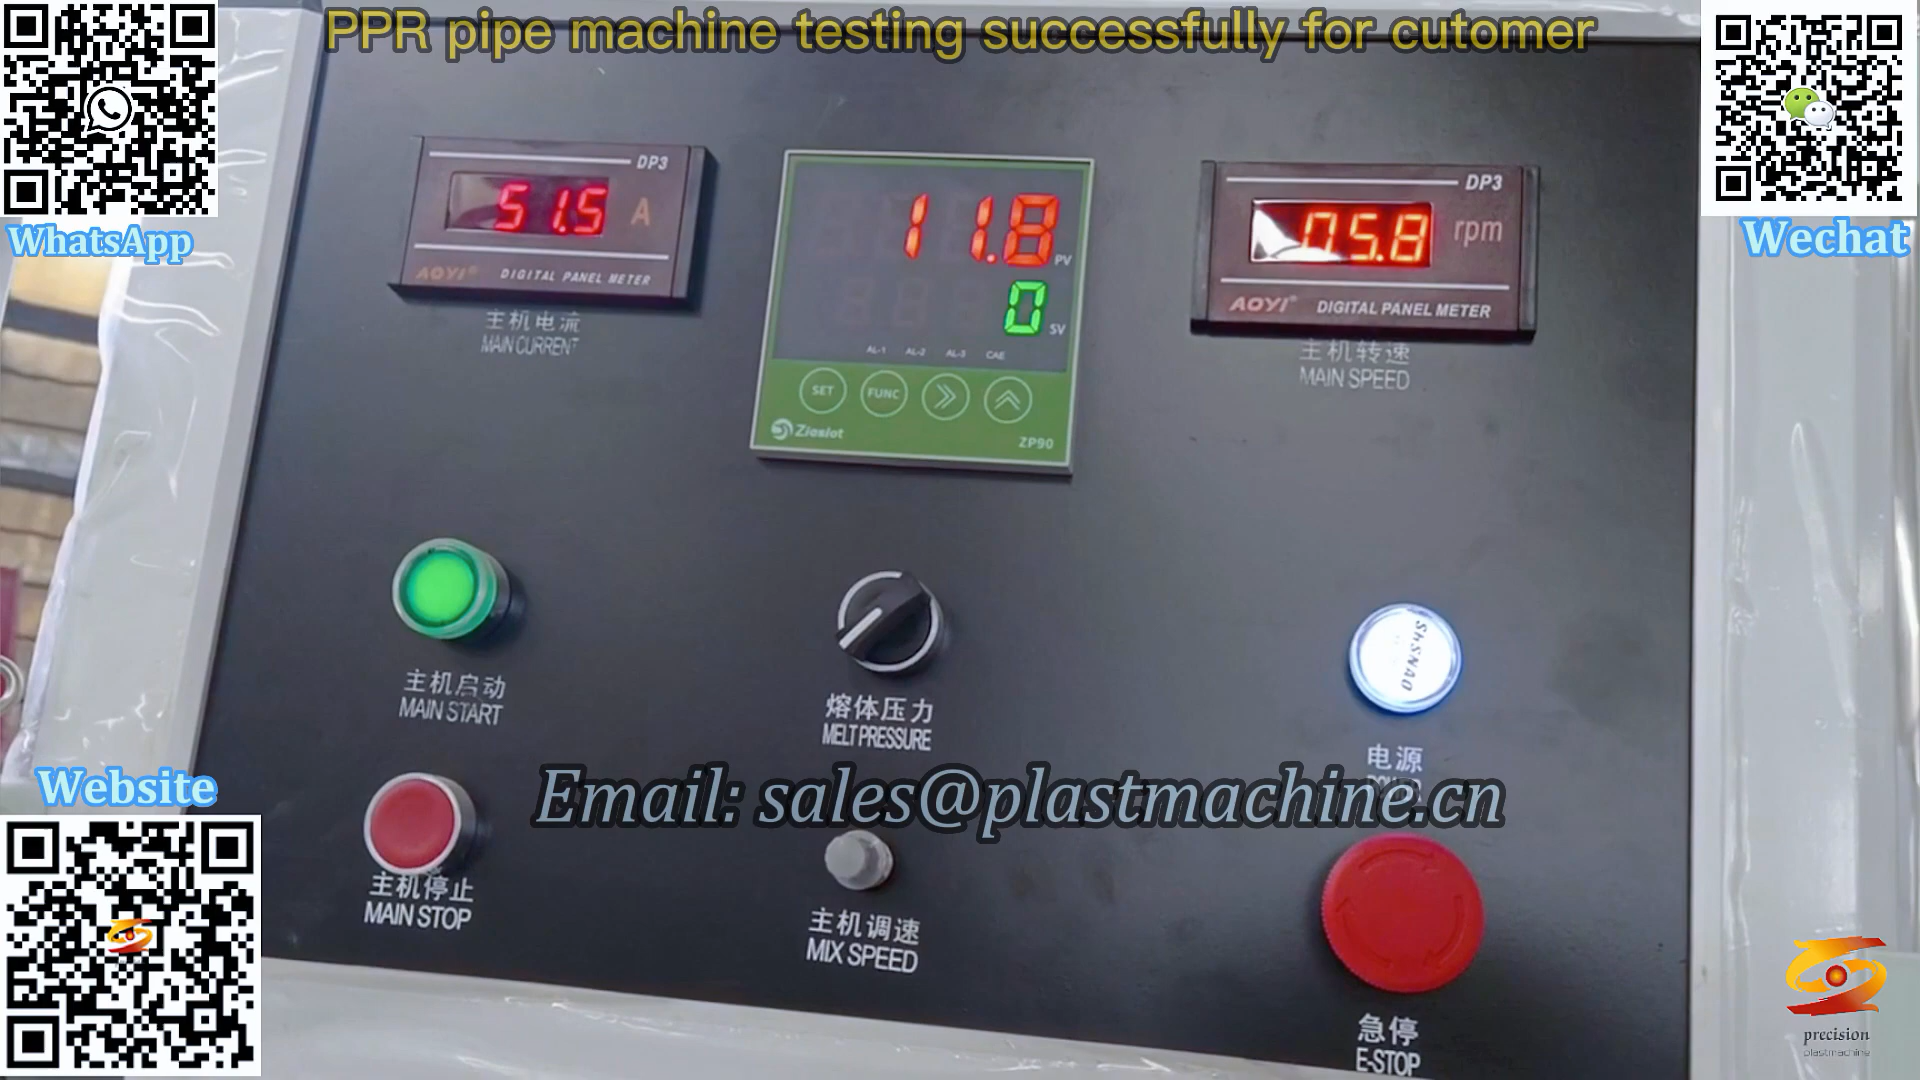 PPR pipe machine testing successfully for cutomer
WhatsApp
Wechat
DP3
51.5 A
AOYI® DIGITAL PANEL METER
主机电流
MAIN CURRENT
11.8 PV
0 SV
AL-1 AL-2 AL-3 CAE
SET FUNC
Zieslot ZP90
DP3
05.8 rpm
AOYI® DIGITAL PANEL METER
主机转速
MAIN SPEED
主机启动
MAIN START
熔体压力
MELT PRESSURE
ShSNAO
电源
Website
Email: sales@plastmachine.cn
主机停止
MAIN STOP
主机调速
MIX SPEED
急停
E-STOP
precision
plastmachine